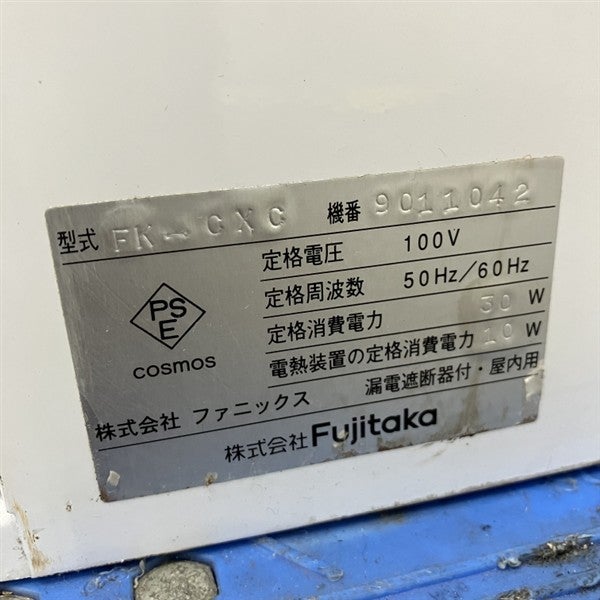 型式 FK-CXC 機番 9011042
定格電圧 100V
定格周波数 50Hz/60Hz
定格消費電力 30 W
電熱装置の定格消費電力 10 W
PS
E
cosmos
株式会社 ファニックス 漏電遮断器付・屋内用
株式会社 Fujitaka